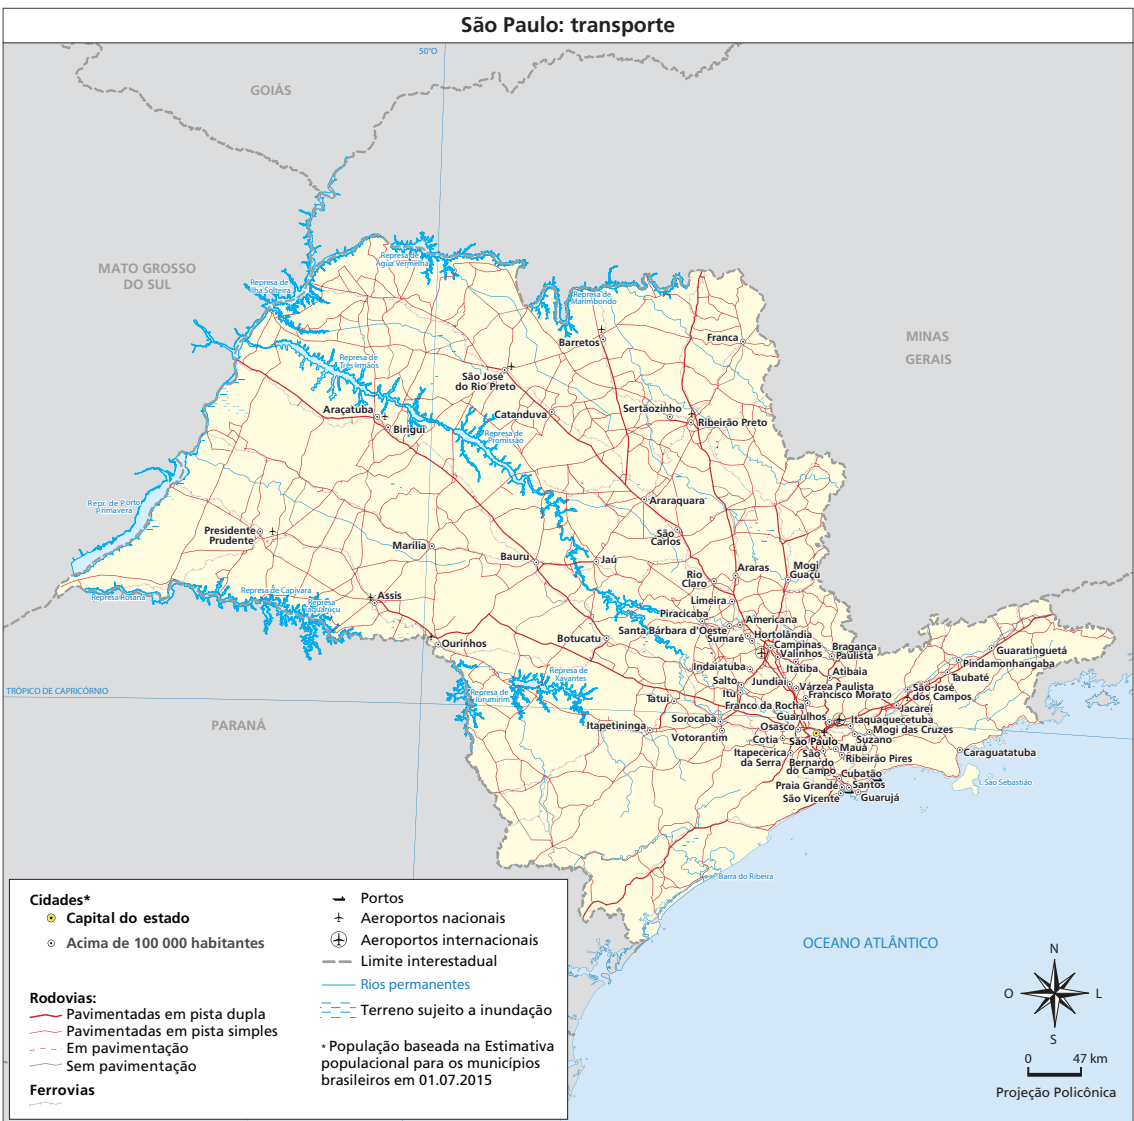 São Paulo: transporte
50°O
GOIÁS
MATO GROSSO
DO SUL
Represa de
Água Vermelha
Represa de
Ilha Solteira
Represa de
Marimbondo
MINAS
GERAIS
Barretos
Franca
Represa de
Três Irmãos
São José
do Rio Preto
Araçatuba
Birigui
Catanduva
Sertãozinho
Ribeirão Preto
Represa de
Promissão
Repr. de Porto
Primavera
Araraquara
Presidente
Prudente
Marília
São
Carlos
Bauru
Jaú
Rio
Claro
Araras
Mogi
Guaçu
Represa Rosana
Represa de Capivara
Represa
Taquaruçu
Assis
Limeira
Piracicaba
Americana
Santa Bárbara d'Oeste
Sumaré
Hortolândia
Ourinhos
Botucatu
Campinas
Valinhos
Bragança
Paulista
Guaratinguetá
Pindamonhangaba
Indaiatuba
Itatiba
Atibaia
Taubaté
TRÓPICO DE CAPRICÓRNIO
Represa de
Xavantes
Represa de
Jurumirim
Salto
Jundiaí
Várzea Paulista
São José
dos Campos
Tatuí
Itu
Francisco Morato
Franco da Rocha
Jacareí
PARANÁ
Itapetininga
Sorocaba
Guarulhos
Itaquaquecetuba
Votorantim
Osasco
Mogi das Cruzes
Cotia
São Paulo
Suzano
Itapecerica
da Serra
São
Bernardo
do Campo
Mauá
Ribeirão Pires
Caraguatatuba
Cubatão
Praia Grande
Santos
São Vicente
Guarujá
I. São Sebastião
Barra do Ribeira
OCEANO ATLÂNTICO
Cidades*
Capital do estado
Acima de 100 000 habitantes
Rodovias:
Pavimentadas em pista dupla
Pavimentadas em pista simples
Em pavimentação
Sem pavimentação
Ferrovias
Portos
Aeroportos nacionais
Aeroportos internacionais
Limite interestadual
Rios permanentes
Terreno sujeito a inundação
* População baseada na Estimativa
populacional para os municípios
brasileiros em 01.07.2015
N
O
L
S
0 47 km
Projeção Policônica